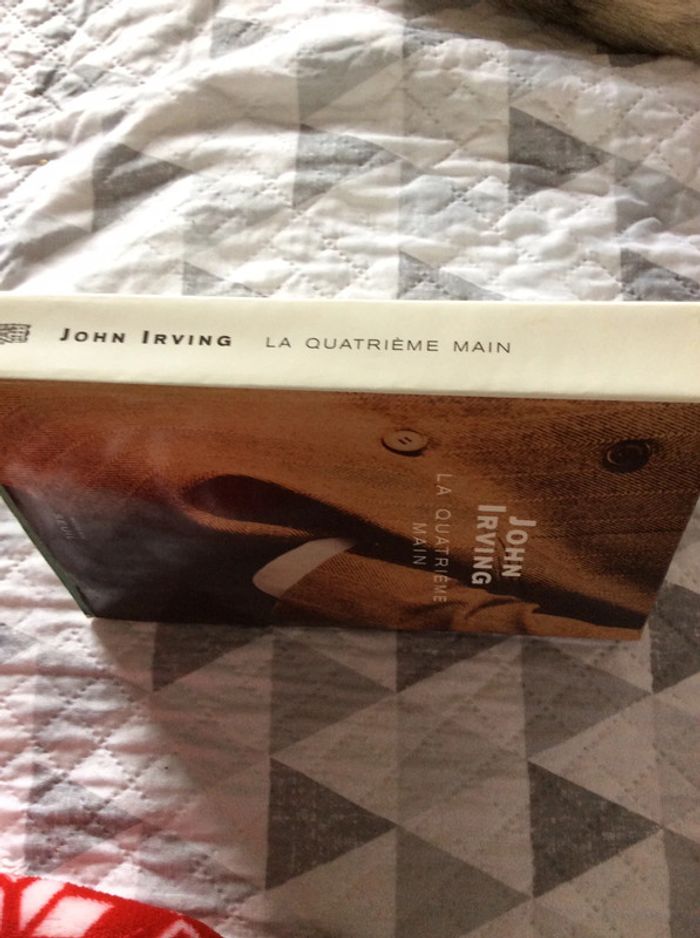 JOHN IRVING LA QUATRIÈME MAIN
JOHN
IRVING
LA QUATRIÈME
MAIN